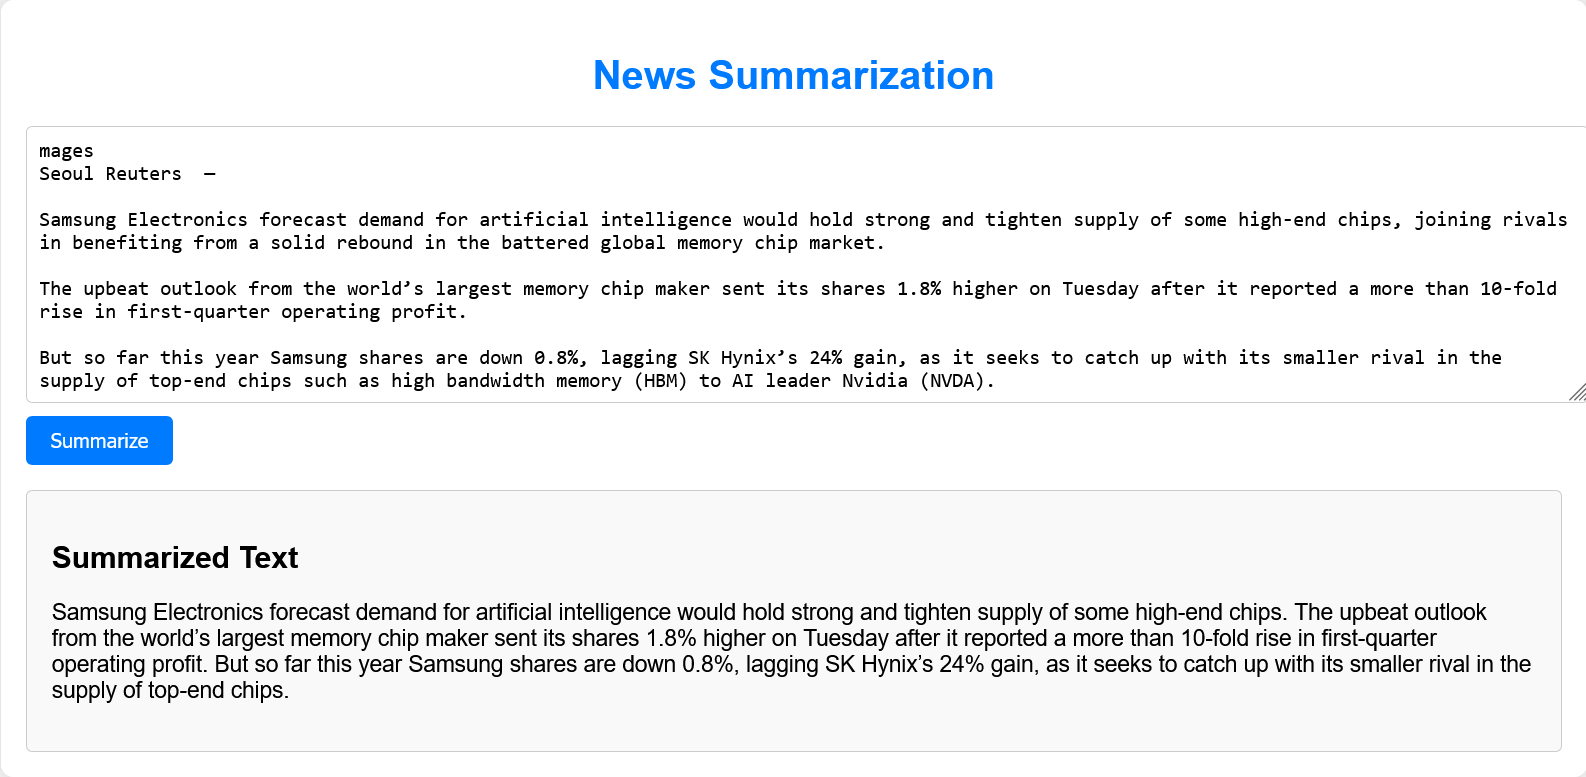 News Summarization
mages
Seoul Reuters  —
Samsung Electronics forecast demand for artificial intelligence would hold strong and tighten supply of some high-end chips, joining rivals
in benefiting from a solid rebound in the battered global memory chip market.
The upbeat outlook from the world’s largest memory chip maker sent its shares 1.8% higher on Tuesday after it reported a more than 10-fold
rise in first-quarter operating profit.
But so far this year Samsung shares are down 0.8%, lagging SK Hynix’s 24% gain, as it seeks to catch up with its smaller rival in the
supply of top-end chips such as high bandwidth memory (HBM) to AI leader Nvidia (NVDA).
Summarize
Summarized Text
Samsung Electronics forecast demand for artificial intelligence would hold strong and tighten supply of some high-end chips. The upbeat outlook
from the world’s largest memory chip maker sent its shares 1.8% higher on Tuesday after it reported a more than 10-fold rise in first-quarter
operating profit. But so far this year Samsung shares are down 0.8%, lagging SK Hynix’s 24% gain, as it seeks to catch up with its smaller rival in the
supply of top-end chips.